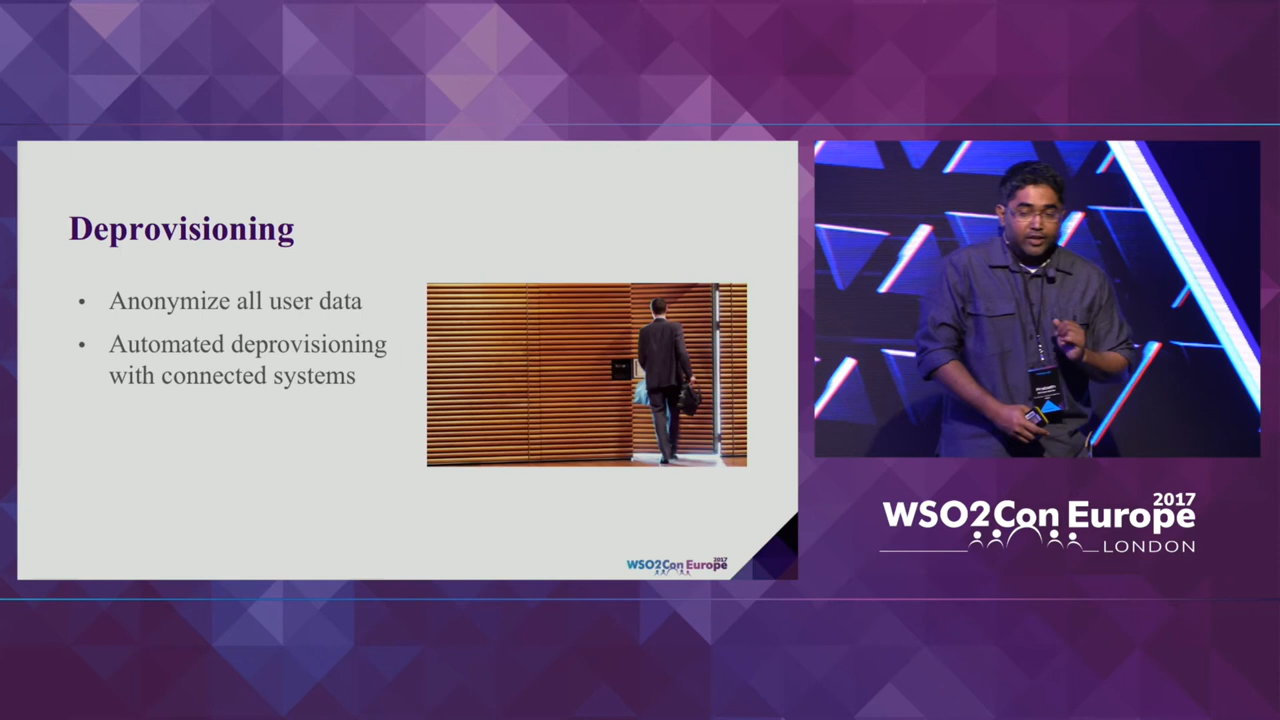 Deprovisioning
• Anonymize all user data
• Automated deprovisioning
with connected systems
WSO2Con Europe 2017
WSO2Con Europe 2017
LONDON